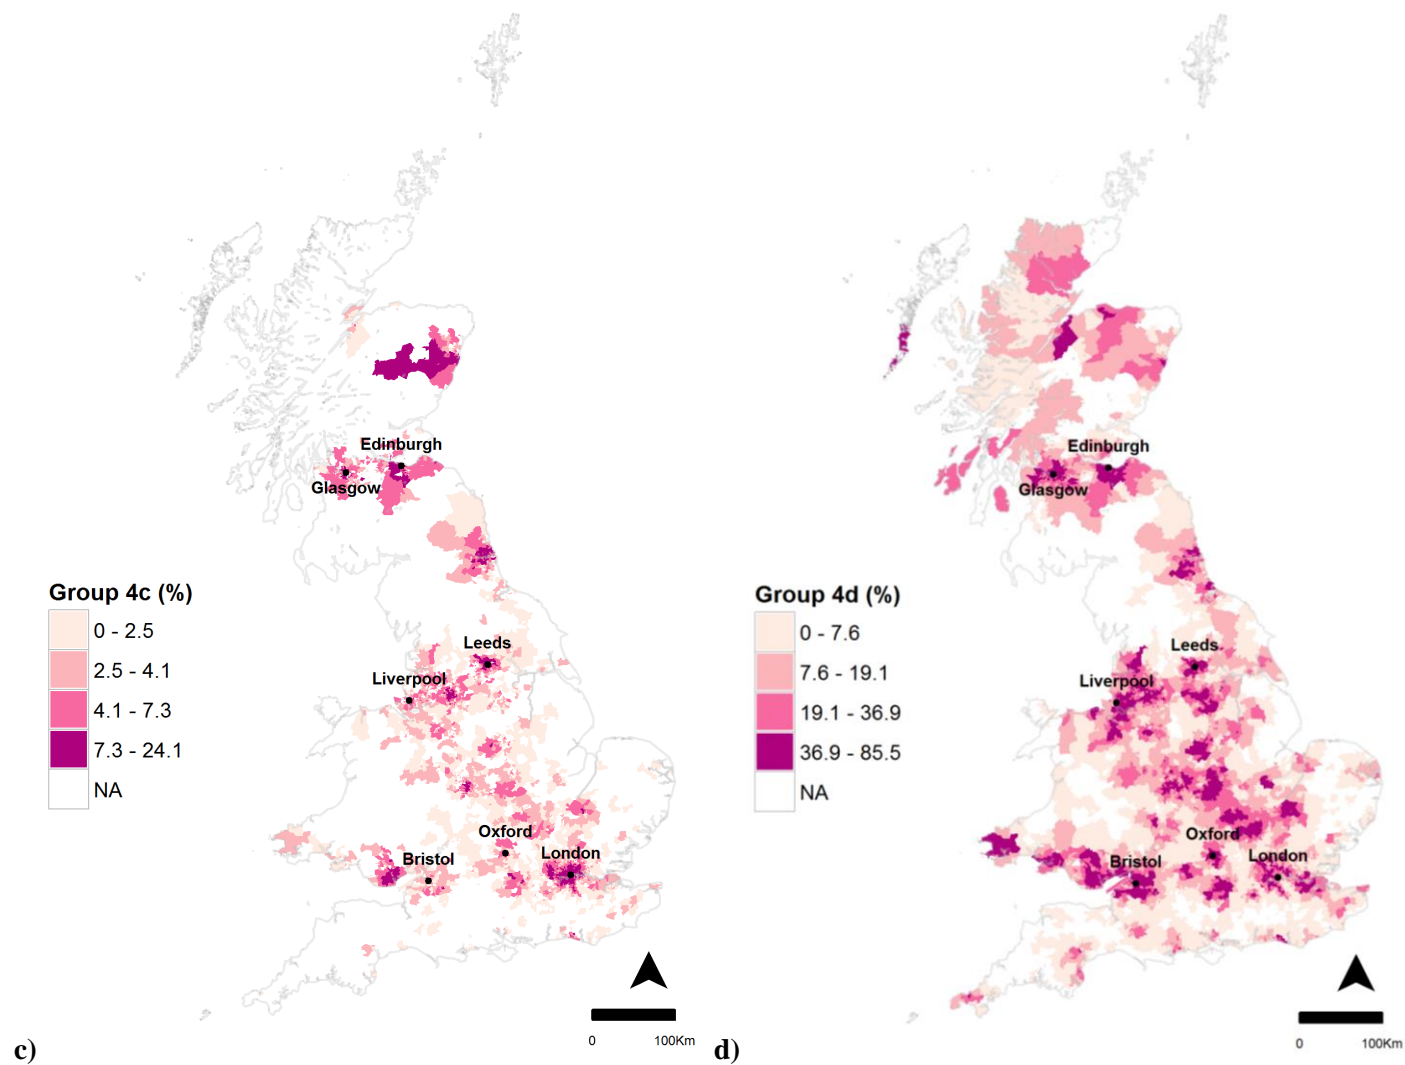 Edinburgh
Glasgow
Group 4c (%)
0 - 2.5
2.5 - 4.1
4.1 - 7.3
7.3 - 24.1
NA
Leeds
Liverpool
Oxford
Bristol
London
0
100Km
c)
Edinburgh
Glasgow
Group 4d (%)
0 - 7.6
7.6 - 19.1
19.1 - 36.9
36.9 - 85.5
NA
Leeds
Liverpool
Oxford
Bristol
London
0
100Km
d)